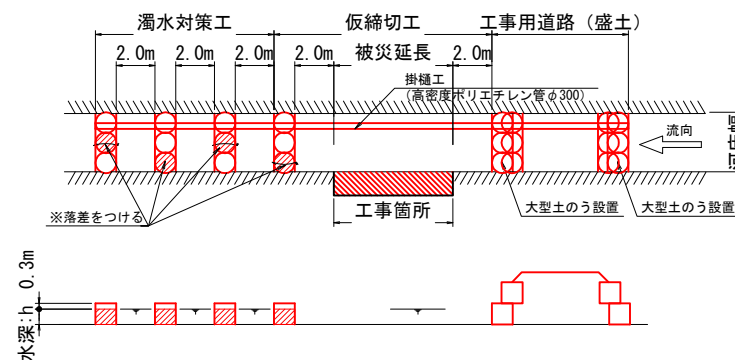 濁水対策工
仮締切工
工事用道路（盛土）
2.0m
2.0m
2.0m
2.0m
被災延長
2.0m
掛樋工
（高密度ポリエチレン管φ300）
流向
※落差をつける
工事箇所
大型土のう設置
大型土のう設置
水深:h 0.3m